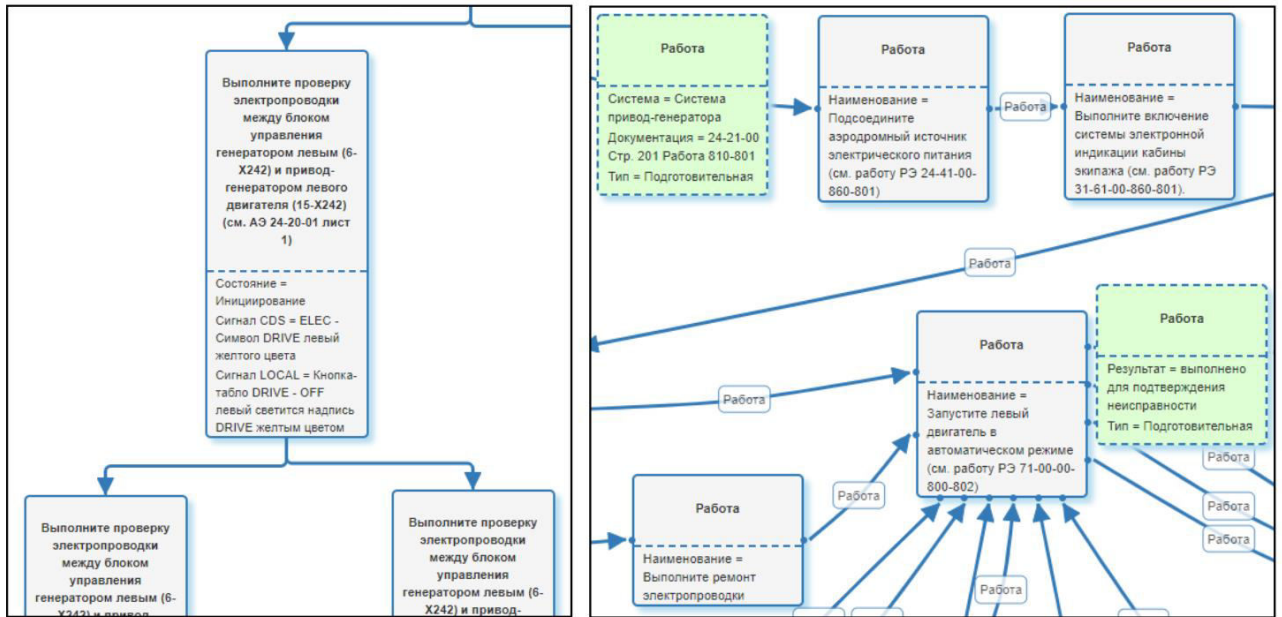 Выполните проверку
электропроводки
между блоком
управления
генератором левым (6-
X242) и привод-
генератором левого
двигателя (15-X242)
(см. АЭ 24-20-01 лист
1)
Состояние =
Инициирование
Сигнал CDS = ELEC -
Символ DRIVE левый
желтого цвета
Сигнал LOCAL = Кнопка-
табло DRIVE - OFF
левый светится надпись
DRIVE желтым цветом
Выполните проверку
электропроводки
между блоком
управления
генератором левым (6-
X242) и привод-
Выполните проверку
электропроводки
между блоком
управления
генератором левым (6-
X242) и привод-
Работа
Система = Система
привод-генератора
Документация = 24-21-00
Стр. 201 Работа 810-801
Тип = Подготовительная
Работа
Наименование =
Подсоедините
аэродромный источник
электрического питания
(см. работу РЭ 24-41-00-
860-801)
Работа
Работа
Наименование =
Выполните включение
системы электронной
индикации кабины
экипажа (см. работу РЭ
31-61-00-860-801).
Работа
Работа
Работа
Наименование =
Запустите левый
двигатель в
автоматическом режиме
(см. работу РЭ 71-00-00-
800-802)
Работа
Результат = выполнено
для подтверждения
неисправности
Тип = Подготовительная
Работа
Работа
Работа
Работа
Работа
Наименование =
Выполните ремонт
электропроводки
Работа